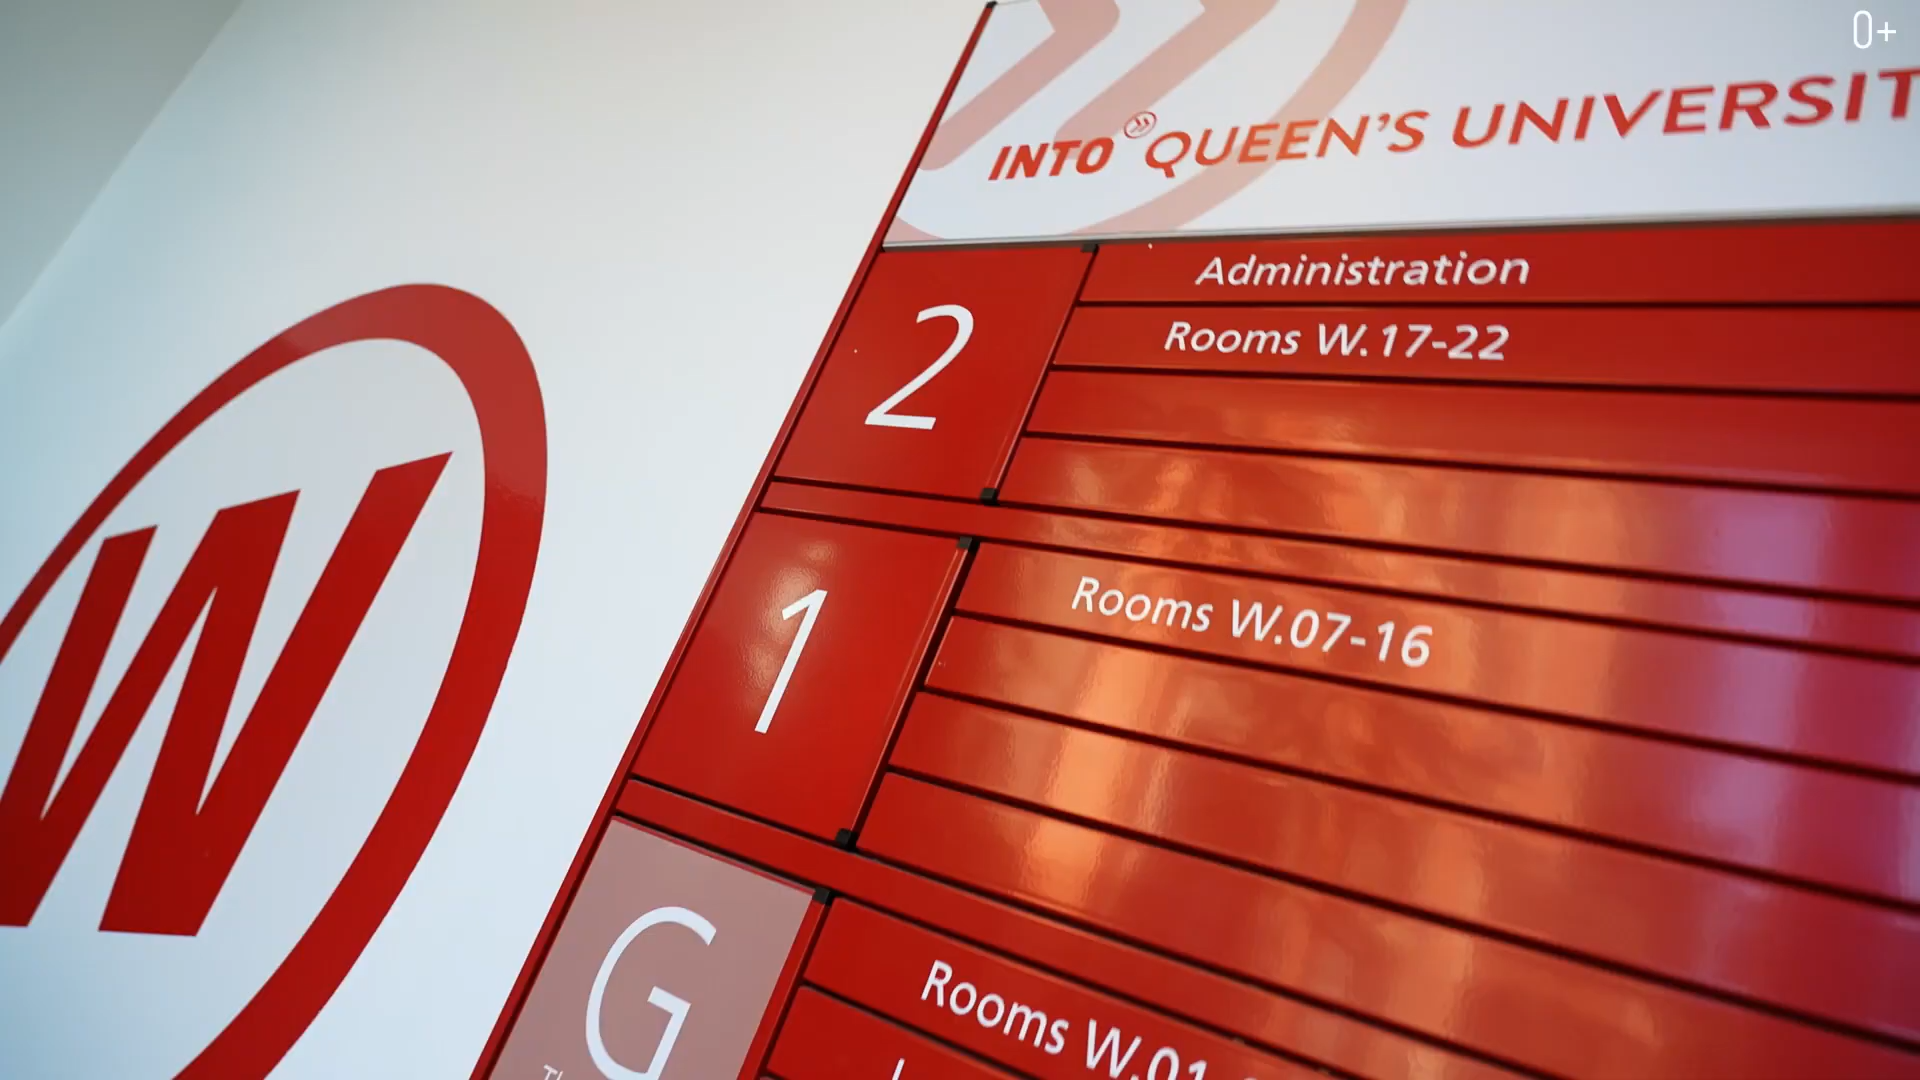 0+
INTO QUEEN'S UNIVERSIT
2
Administration
Rooms W.17-22
W
1
Rooms W.07-16
G
Rooms W.01